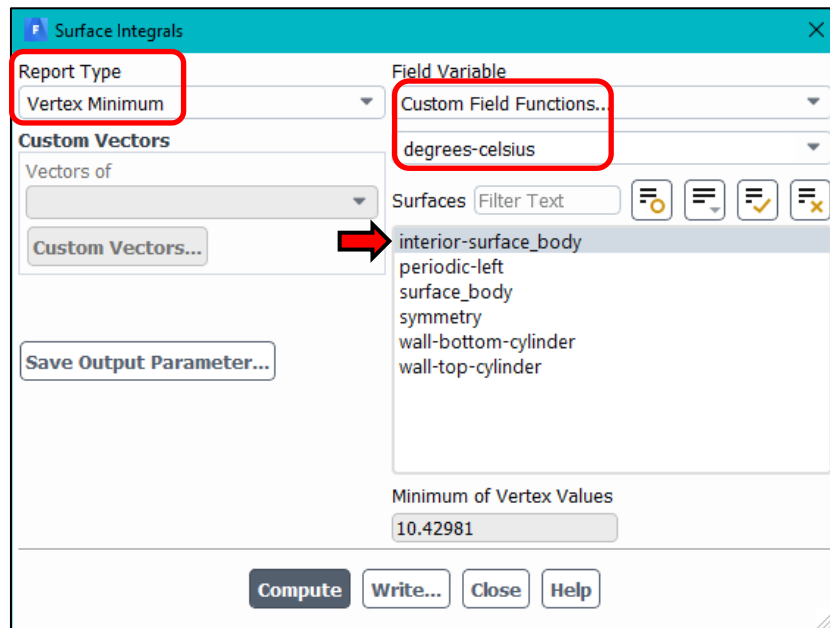 F Surface Integrals
Report Type
Vertex Minimum
Custom Vectors
Vectors of
Custom Vectors...
Save Output Parameter...
Field Variable
Custom Field Functions...
degrees-celsius
Surfaces Filter Text
interior-surface_body
periodic-left
surface_body
symmetry
wall-bottom-cylinder
wall-top-cylinder
Minimum of Vertex Values
10.42981
Compute Write... Close Help